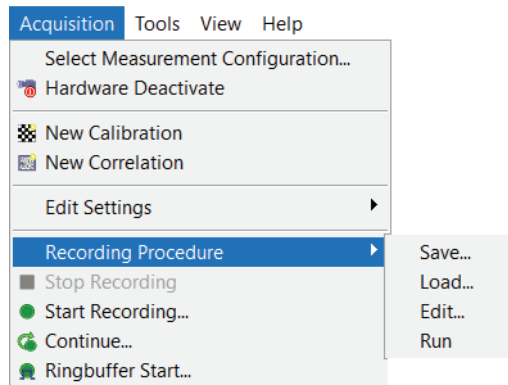 Acquisition Tools View Help
Select Measurement Configuration...
Hardware Deactivate
New Calibration
New Correlation
Edit Settings
Recording Procedure
Save...
Stop Recording
Load...
Start Recording...
Edit...
Continue...
Run
Ringbuffer Start...